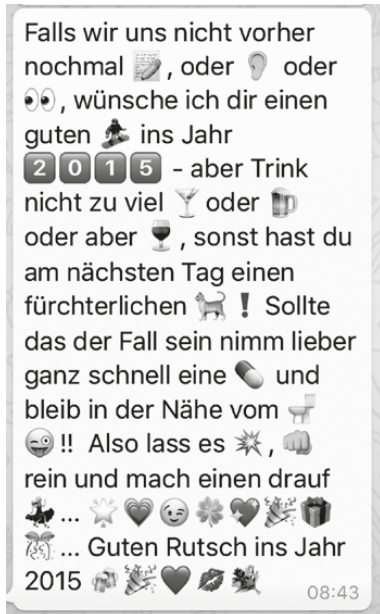 Falls wir uns nicht vorher
nochmal 📝, oder 👂 oder
👀, wünsche ich dir einen
guten 🏂 ins Jahr
2️⃣0️⃣1️⃣5️⃣ - aber Trink
nicht zu viel 🍸 oder 🍺
oder aber 🍷, sonst hast du
am nächsten Tag einen
fürchterlichen 🐈❗ Sollte
das der Fall sein nimm lieber
ganz schnell eine 💊 und
bleib in der Nähe vom 🚽
😜!! Also lass es 💥, 👊
rein und mach einen drauf
💃... 🌟💗😉🍀💖🎉🎁
🎊... Guten Rutsch ins Jahr
2015 🍻🎉❤️💋💐
08:43